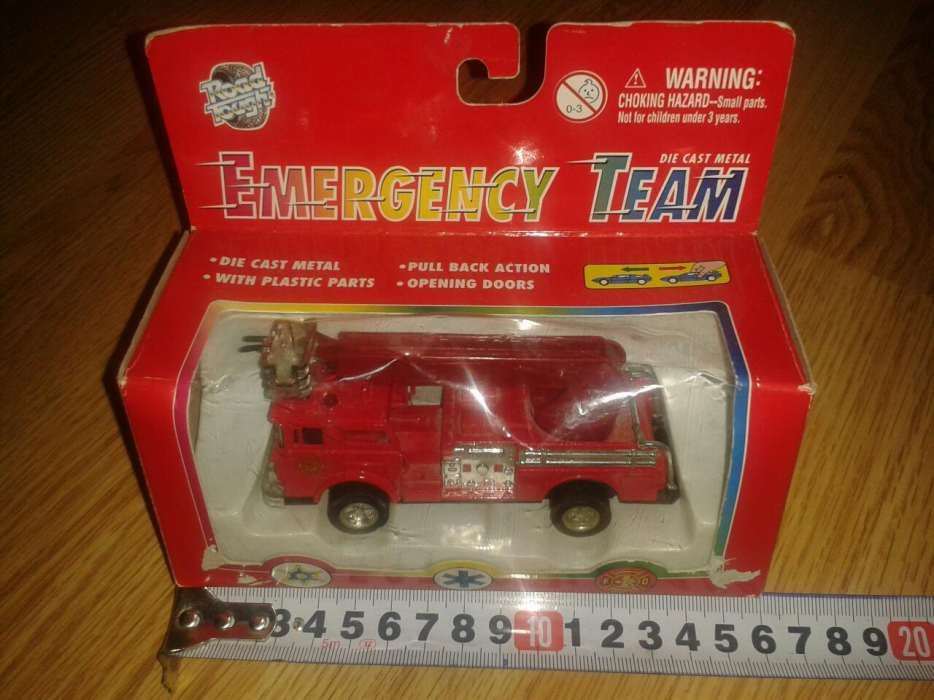 Road
Tough
0-3
WARNING:
CHOKING HAZARD—Small parts.
Not for children under 3 years.
DIE CAST METAL
EMERGENCY TEAM
• DIE CAST METAL
• WITH PLASTIC PARTS
• PULL BACK ACTION
• OPENING DOORS
3 4 5 6 7 8 9 10 1 2 3 4 5 6 7 8 9 20
5m